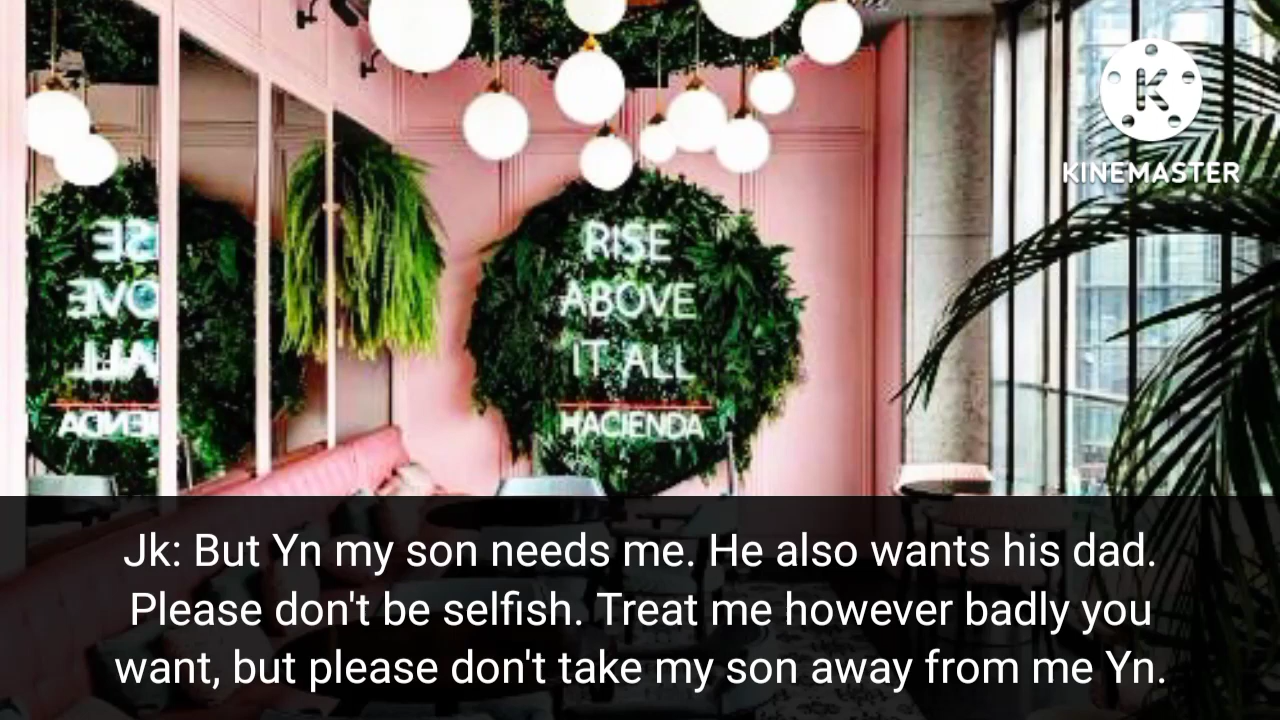 RISE
ABOVE
IT ALL
HACIENDA
K
KINEMASTER
Jk: But Yn my son needs me. He also wants his dad.
Please don't be selfish. Treat me however badly you
want, but please don't take my son away from me Yn.